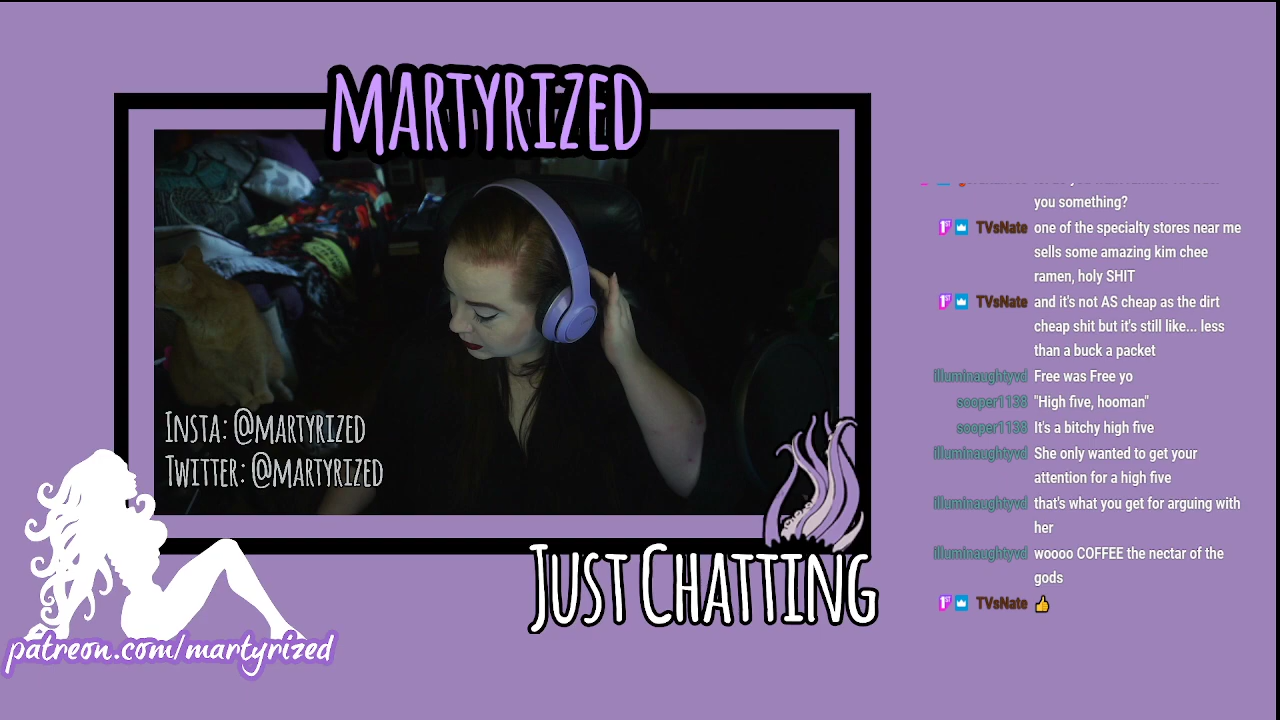 MARTYRIZED
INSTA: @MARTYRIZED
TWITTER: @MARTYRIZED
JUST CHATTING
patreon.com/martyrized
you something?
TVsNate one of the specialty stores near me
sells some amazing kim chee
ramen, holy SHIT
TVsNate and it's not AS cheap as the dirt
cheap shit but it's still like... less
than a buck a packet
illuminaughtyvd Free was Free yo
sooper1138 "High five, hooman"
sooper1138 It's a bitchy high five
illuminaughtyvd She only wanted to get your
attention for a high five
illuminaughtyvd that's what you get for arguing with
her
illuminaughtyvd woooo COFFEE the nectar of the
gods
TVsNate 👍